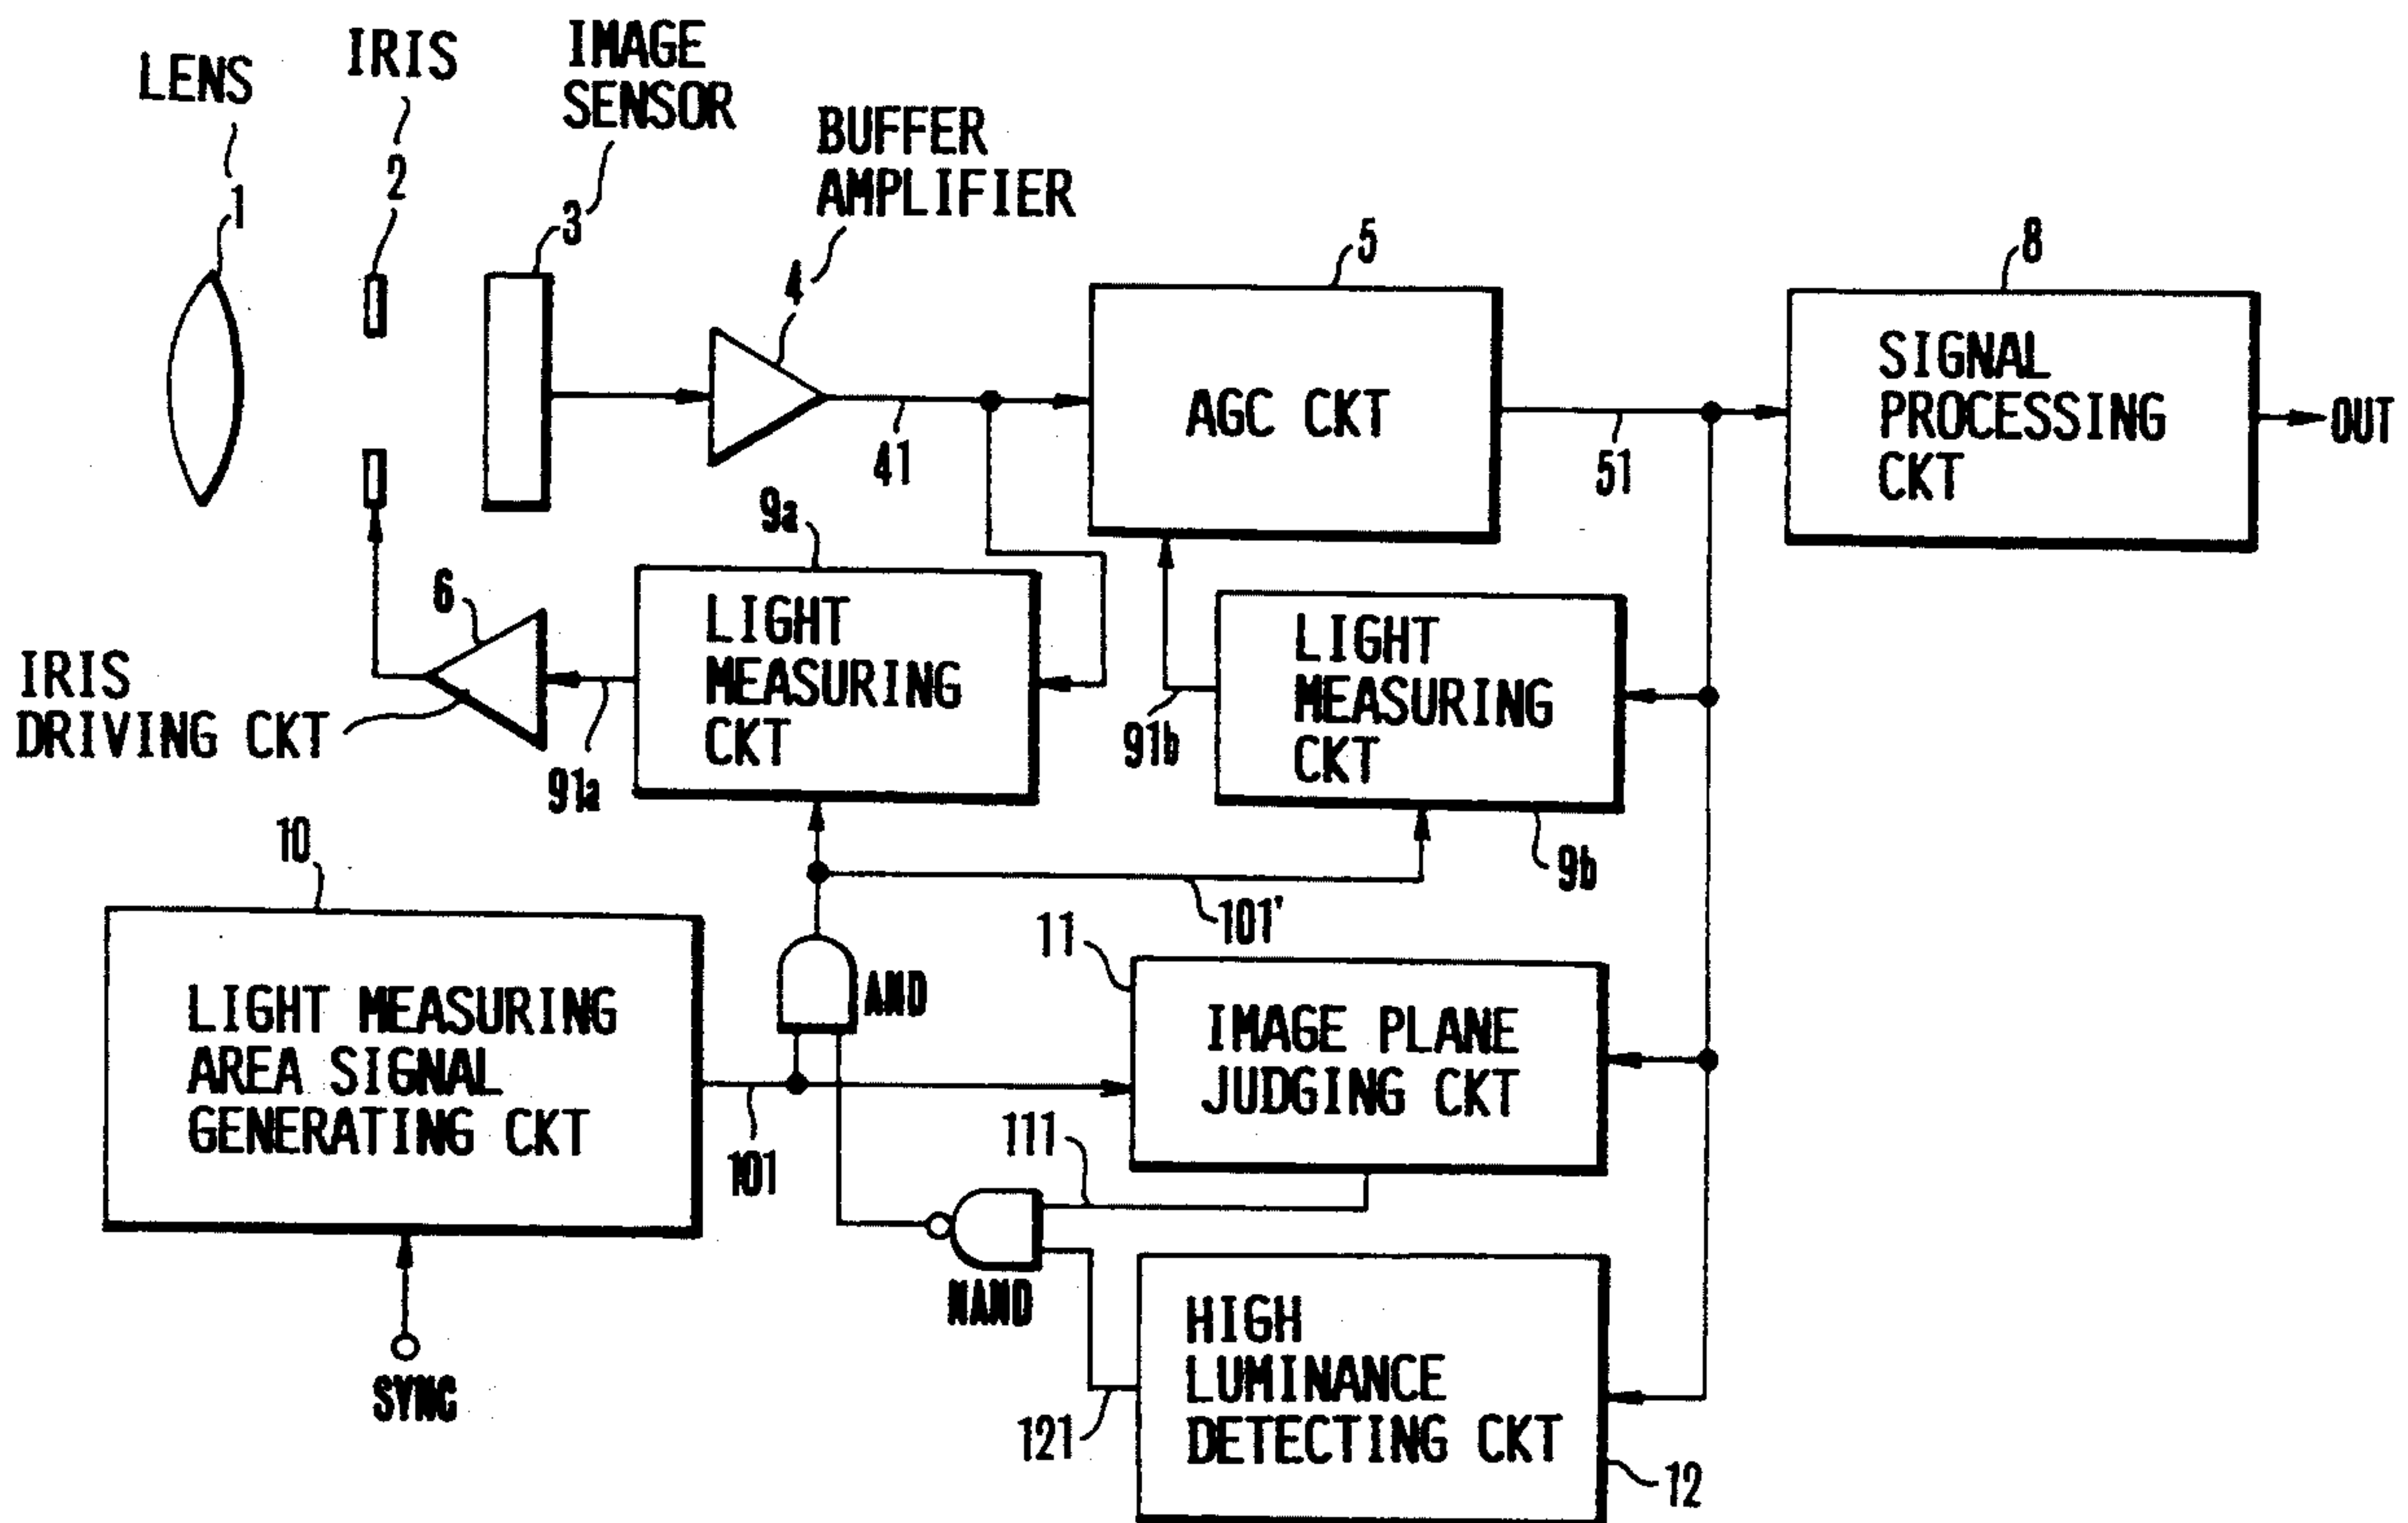 LENS
1
IRIS
2
IMAGE
SENSOR
3
BUFFER
AMPLIFIER
4
41
5
AGC CKT
51
8
SIGNAL
PROCESSING
CKT
OUT
9a
LIGHT
MEASURING
CKT
91a
6
IRIS
DRIVING CKT
LIGHT
MEASURING
CKT
91b
9b
10
LIGHT MEASURING
AREA SIGNAL
GENERATING CKT
101
SYNC
AND
101'
11
IMAGE PLANE
JUDGING CKT
111
NAND
HIGH
LUMINANCE
DETECTING CKT
121
12